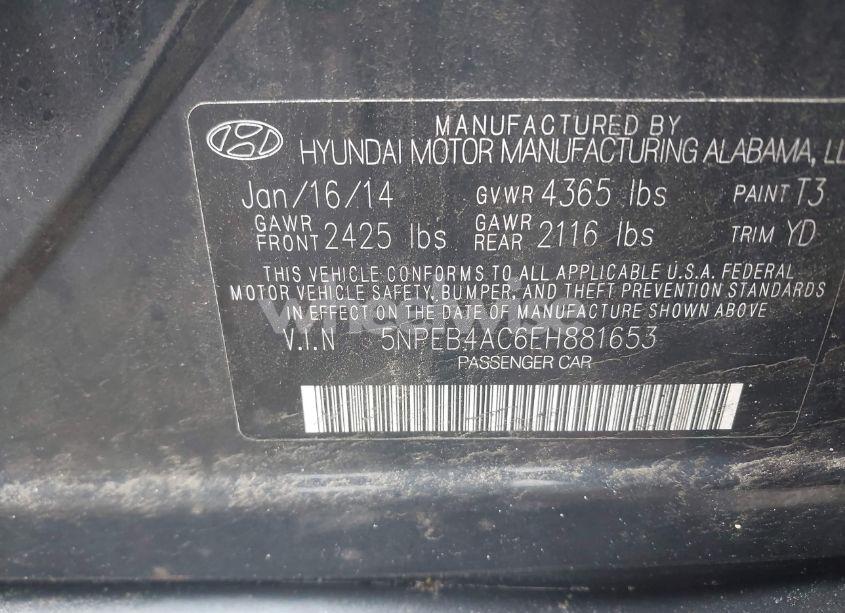 MANUFACTURED BY
HYUNDAI MOTOR MANUFACTURING ALABAMA, LL
Jan/16/14 GVWR 4365 lbs PAINT T3
GAWR FRONT 2425 lbs GAWR REAR 2116 lbs TRIM YD
THIS VEHICLE CONFORMS TO ALL APPLICABLE U.S.A. FEDERAL
MOTOR VEHICLE SAFETY, BUMPER, AND THEFT PREVENTION STANDARDS
IN EFFECT ON THE DATE OF MANUFACTURE SHOWN ABOVE
V.I.N 5NPEB4AC6EH881653
PASSENGER CAR